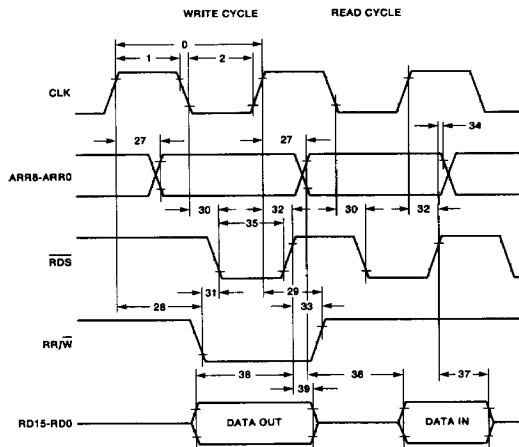 WRITE CYCLE READ CYCLE
0
1 2
CLK
27 27 34
ARR8-ARR0
30 32 30 32
35
RDS
31 29
28 33
RR/W
38 36 37
39
RD15-RD0 DATA OUT DATA IN